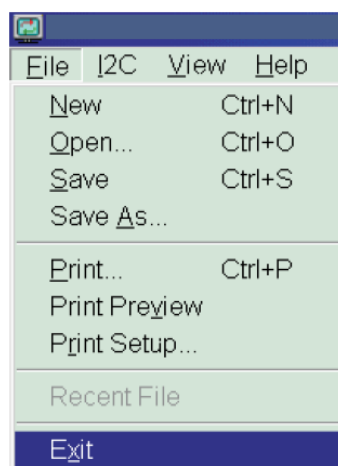 File I2C View Help
New Ctrl+N
Open... Ctrl+O
Save Ctrl+S
Save As...
Print... Ctrl+P
Print Preview
Print Setup...
Recent File
Exit